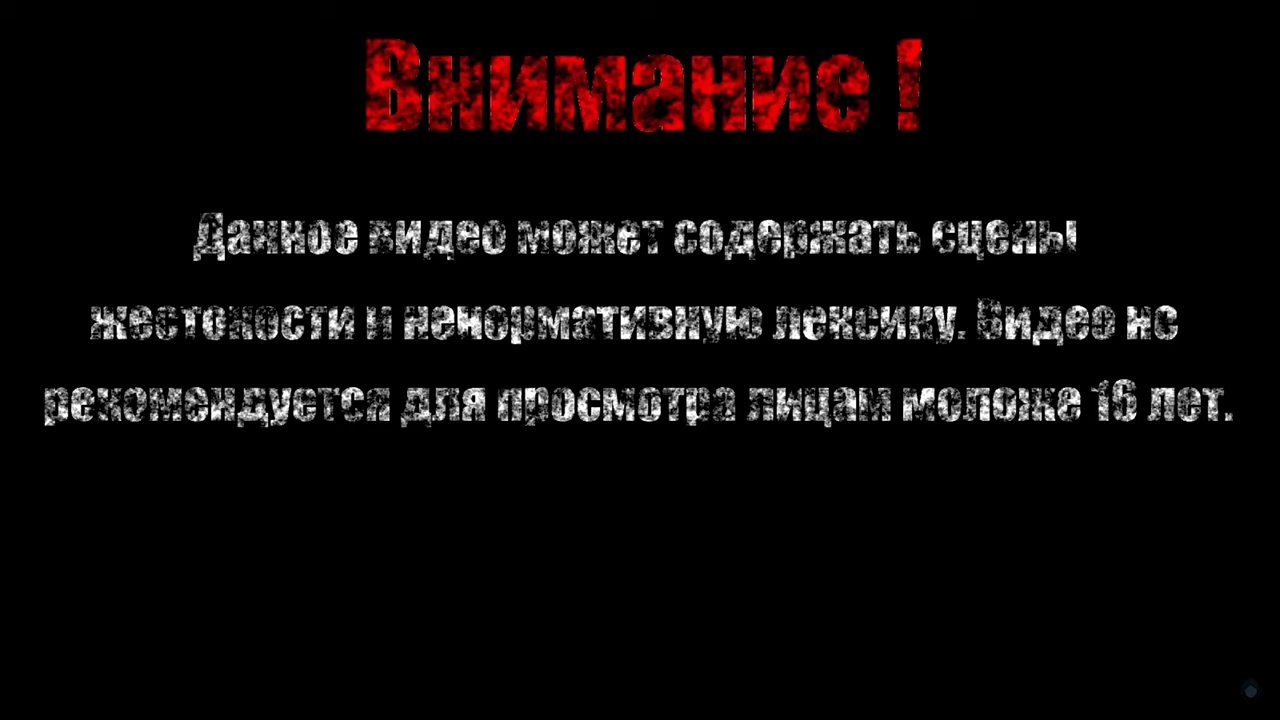 Внимание !
Данное видео может содержать сцены
жестокости и ненормативную лексику. Видео не
рекомендуется для просмотра лицам моложе 16 лет.